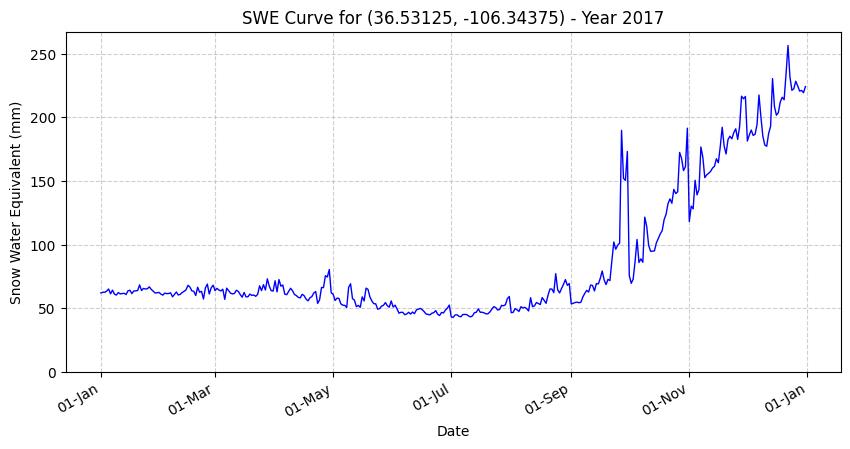 SWE Curve for (36.53125, -106.34375) - Year 2017
Snow Water Equivalent (mm)
250
200
150
100
50
0
01-Jan
01-Mar
01-May
01-Jul
01-Sep
01-Nov
01-Jan
Date